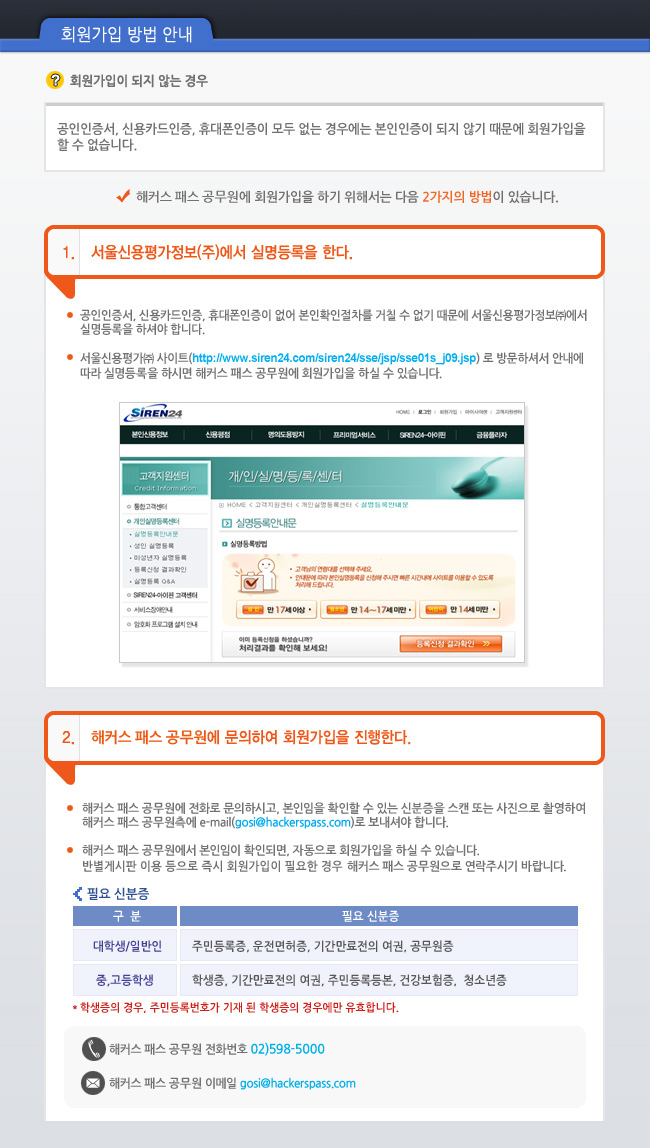 회원가입 방법 안내
회원가입이 되지 않는 경우
공인인증서, 신용카드인증, 휴대폰인증이 모두 없는 경우에는 본인인증이 되지 않기 때문에 회원가입을
할 수 없습니다.
해커스 패스 공무원에 회원가입을 하기 위해서는 다음 2가지의 방법이 있습니다.
1. 서울신용평가정보(주)에서 실명등록을 한다.
공인인증서, 신용카드인증, 휴대폰인증이 없어 본인확인절차를 거칠 수 없기 때문에 서울신용평가정보㈜에서
실명등록을 하셔야 합니다.
서울신용평가㈜ 사이트(http://www.siren24.com/siren24/sse/jsp/sse01s_j09.jsp) 로 방문하셔서 안내에
따라 실명등록을 하시면 해커스 패스 공무원에 회원가입을 하실 수 있습니다.
SIREN24
HOME | 로그인 | 회원가입 | 마이사이렌 | 고객지원센터
본인신용정보 신용평점 명의도용방지 프리미엄서비스 SIREN24-아이핀 금융플라자
고객지원센터
Credit Information
개/인/실/명/등/록/센/터
HOME < 고객지원센터 < 개인실명등록센터 < 실명등록안내문
통합고객센터
개인실명등록센터
실명등록안내문
성인 실명등록
미성년자 실명등록
등록신청 결과확인
실명등록 Q&A
SIREN24-아이핀 고객센터
서비스장애안내
암호화 프로그램 설치 안내
실명등록안내문
실명등록방법
고객님의 연령대를 선택해 주세요.
안내문에 따라 본인실명등록을 신청해 주시면 빠른 시간내에 사이트를 이용할 수 있도록
처리해 드립니다.
만 17세이상
만 14~17세미만
만 14세 미만
이미 등록신청을 하셨습니까?
처리결과를 확인해 보세요!
등록신청 결과확인
2. 해커스 패스 공무원에 문의하여 회원가입을 진행한다.
해커스 패스 공무원에 전화로 문의하시고, 본인임을 확인할 수 있는 신분증을 스캔 또는 사진으로 촬영하여
해커스 패스 공무원측에 e-mail(gosi@hackerspass.com)로 보내셔야 합니다.
해커스 패스 공무원에서 본인임이 확인되면, 자동으로 회원가입을 하실 수 있습니다.
반별게시판 이용 등으로 즉시 회원가입이 필요한 경우 해커스 패스 공무원으로 연락주시기 바랍니다.
필요 신분증
구 분 필요 신분증
대학생/일반인 주민등록증, 운전면허증, 기간만료전의 여권, 공무원증
중,고등학생 학생증, 기간만료전의 여권, 주민등록등본, 건강보험증, 청소년증
* 학생증의 경우, 주민등록번호가 기재 된 학생증의 경우에만 유효합니다.
해커스 패스 공무원 전화번호 02)598-5000
해커스 패스 공무원 이메일 gosi@hackerspass.com